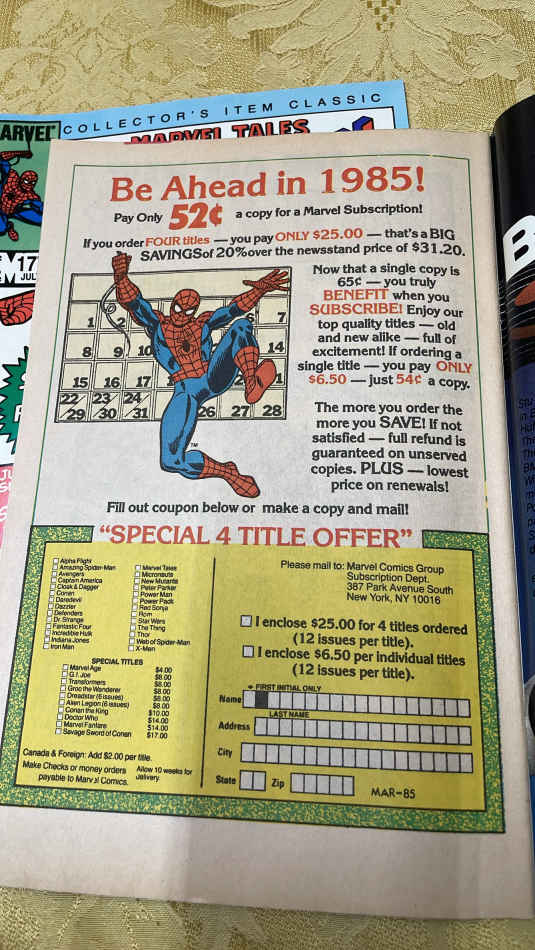 MARVEL
COLLECTOR'S ITEM CLASSIC
MARVEL TALES
17
JUL
Be Ahead in 1985!
Pay Only 52¢ a copy for a Marvel Subscription!
If you order FOUR titles — you pay ONLY $25.00 — that's a BIG
SAVINGS of 20% over the newsstand price of $31.20.
Now that a single copy is
65¢ — you truly
BENEFIT when you
SUBSCRIBE! Enjoy our
top quality titles — old
and new alike — full of
excitement! If ordering a
single title — you pay ONLY
$6.50 — just 54¢ a copy.
The more you order the
more you SAVE! If not
satisfied — full refund is
guaranteed on unserved
copies. PLUS — lowest
price on renewals!
1 2 6 7
8 9 10 14
15 16 17 21
22 23 24
29 30 31 26 27 28
TM
Fill out coupon below or make a copy and mail!
"SPECIAL 4 TITLE OFFER"
Alpha Flight
Amazing Spider-Man
Avengers
Captain America
Cloak & Dagger
Conan
Daredevil
Dazzler
Defenders
Dr. Strange
Fantastic Four
Incredible Hulk
Indiana Jones
Iron Man
Marvel Tales
Micronauts
New Mutants
Peter Parker
Power Man
Power Pack
Red Sonja
Rom
Star Wars
The Thing
Thor
Web of Spider-Man
X-Men
SPECIAL TITLES
Marvel Age $4.00
G.I. Joe $8.00
Transformers $8.00
Groo the Wanderer $8.00
Dreadstar (6 issues) $8.00
Alien Legion (6 issues) $8.00
Conan the King $10.00
Doctor Who $14.00
Marvel Fanfare $14.00
Savage Sword of Conan $17.00
Canada & Foreign: Add $2.00 per title.
Make Checks or money orders
payable to Marvel Comics.
Allow 10 weeks for
delivery.
Please mail to: Marvel Comics Group
Subscription Dept.
387 Park Avenue South
New York, NY 10016
I enclose $25.00 for 4 titles ordered
(12 issues per title).
I enclose $6.50 per individual titles
(12 issues per title).
FIRST INITIAL ONLY
Name
LAST NAME
Address
City
State Zip
MAR-85
B